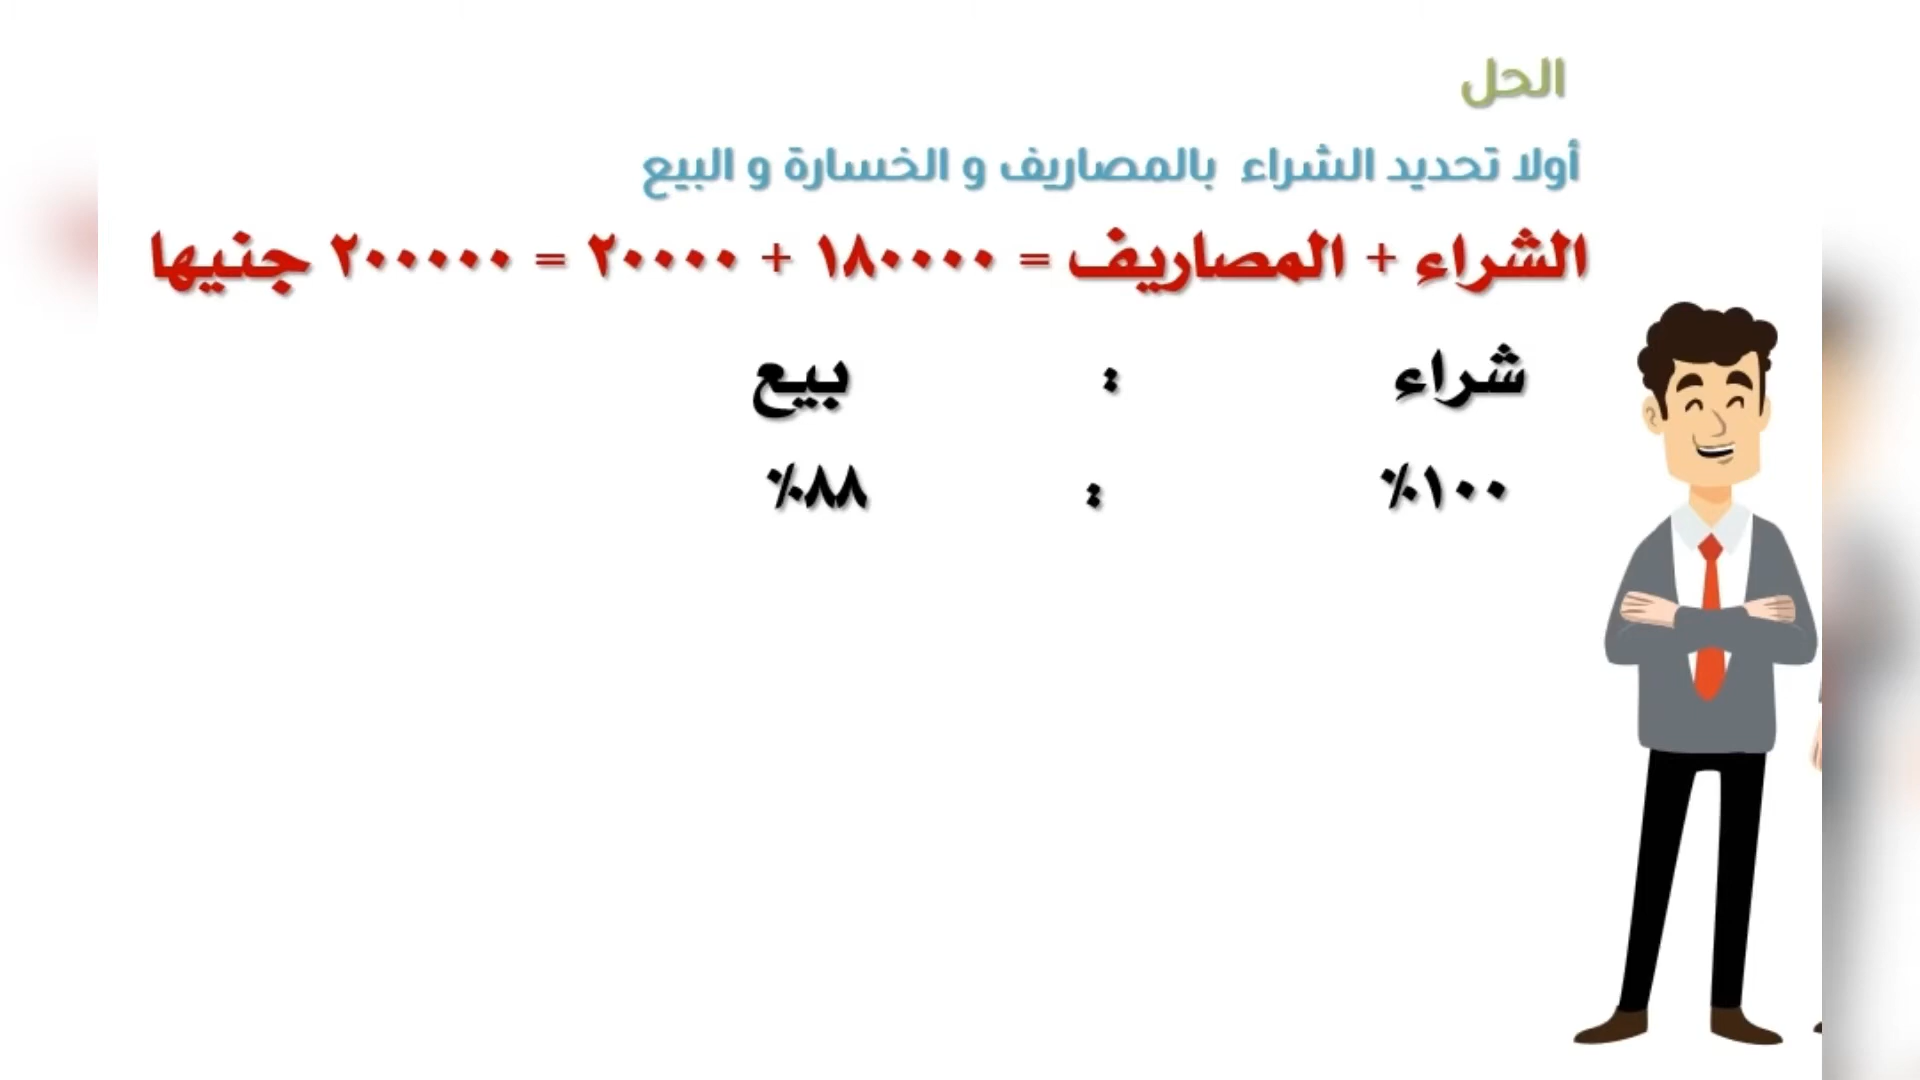 الحل
أولا تحديد الشراء بالمصاريف و الخسارة و البيع
الشراء + المصاريف = ١٨٠٠٠٠ + ٢٠٠٠٠ = ٢٠٠٠٠٠ جنيها
شراء : بيع
١٠٠٪ : ٨٨٪